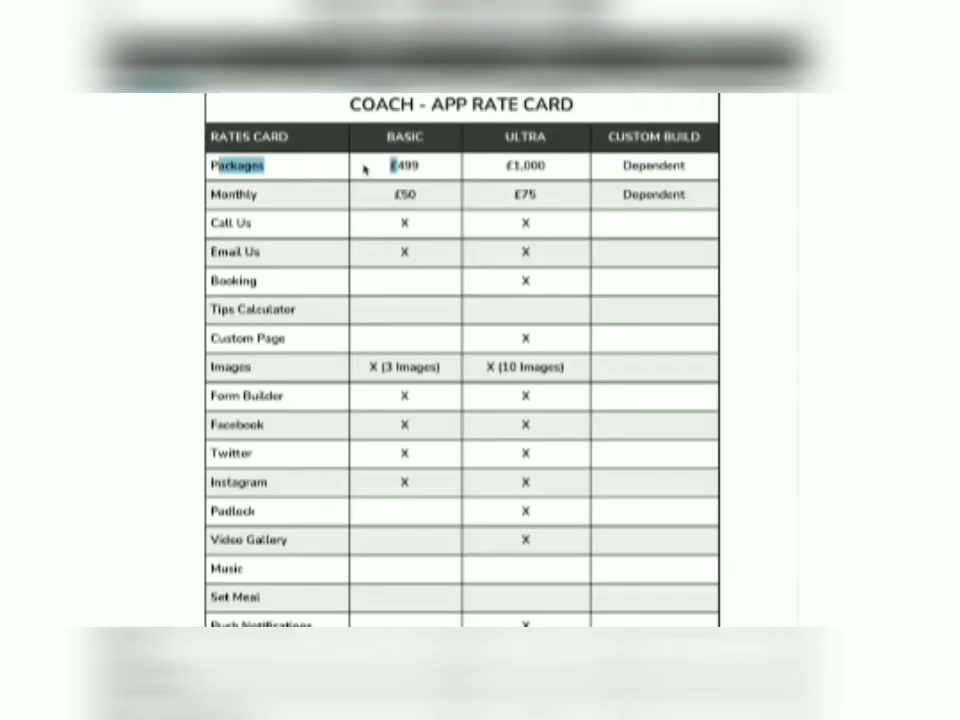 COACH - APP RATE CARD
RATES CARD BASIC ULTRA CUSTOM BUILD
Packages £499 £1,000 Dependent
Monthly £50 £75 Dependent
Call Us X X
Email Us X X
Booking X
Tips Calculator
Custom Page X
Images X (3 Images) X (10 Images)
Form Builder X X
Facebook X X
Twitter X X
Instagram X X
Padlock X
Video Gallery X
Music
Set Meal
Push Notifications X